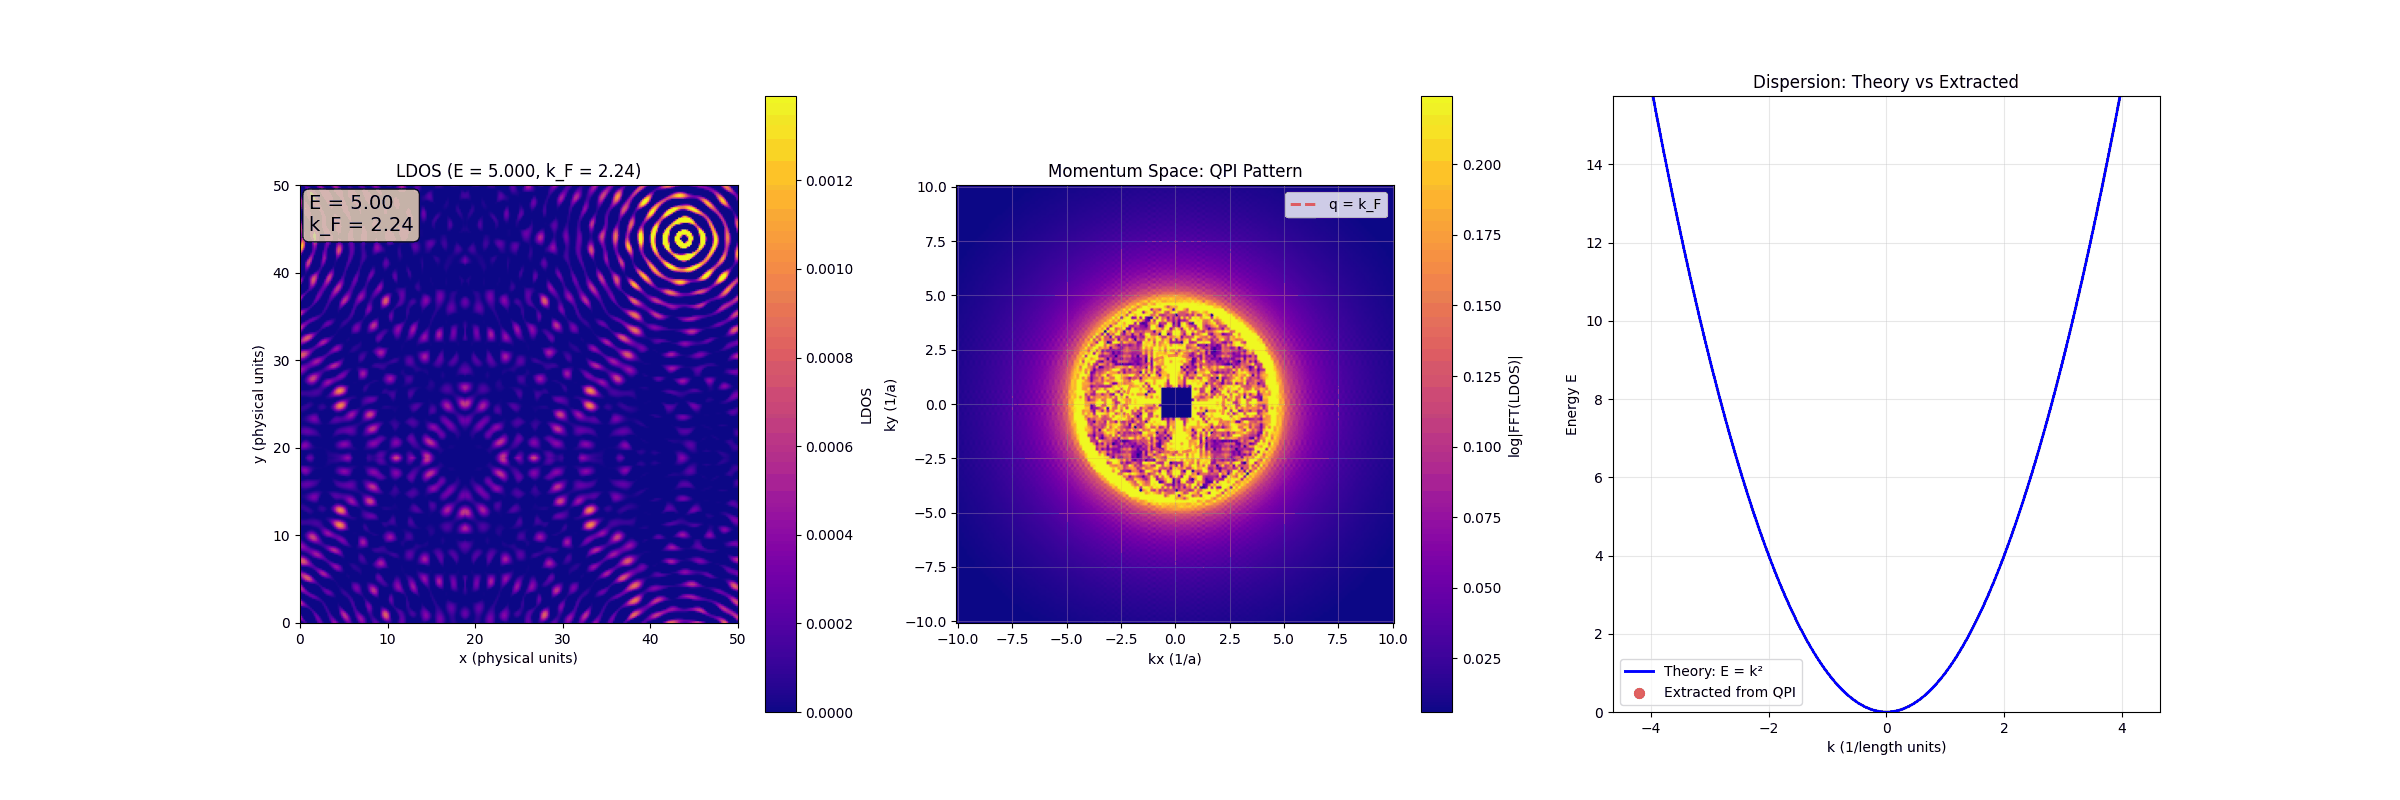 LDOS (E = 5.000, k_F = 2.24)
E = 5.00
k_F = 2.24
50
40
30
20
10
0
y (physical units)
0 10 20 30 40 50
x (physical units)
0.0012
0.0010
0.0008
0.0006
0.0004
0.0002
0.0000
LDOS
Momentum Space: QPI Pattern
q = k_F
10.0
7.5
5.0
2.5
0.0
−2.5
−5.0
−7.5
−10.0
ky (1/a)
−10.0 −7.5 −5.0 −2.5 0.0 2.5 5.0 7.5 10.0
kx (1/a)
0.200
0.175
0.150
0.125
0.100
0.075
0.050
0.025
log|FFT(LDOS)|
Dispersion: Theory vs Extracted
14
12
10
8
6
4
2
0
Energy E
Theory: E = k²
Extracted from QPI
−4 −2 0 2 4
k (1/length units)